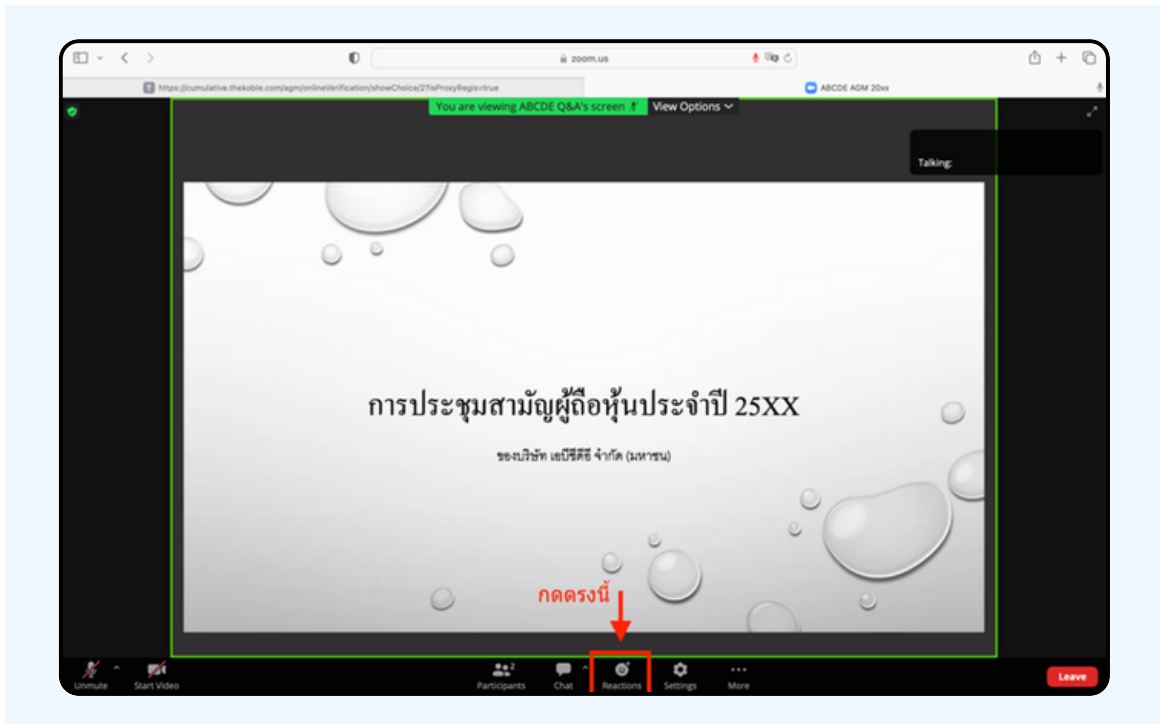 zoom.us
https://cumulative.thekoble.com/agm/onlineVerification/showChoice/2?isProxyRegis=true
ABCDE AGM 20xx
You are viewing ABCDE Q&A's screen
View Options
Talking:
การประชุมสามัญผู้ถือหุ้นประจำปี 25XX
ของบริษัท เอบีซีดีอี จำกัด (มหาชน)
กดตรงนี้
2
Unmute Start Video Participants Chat Reactions Settings More Leave